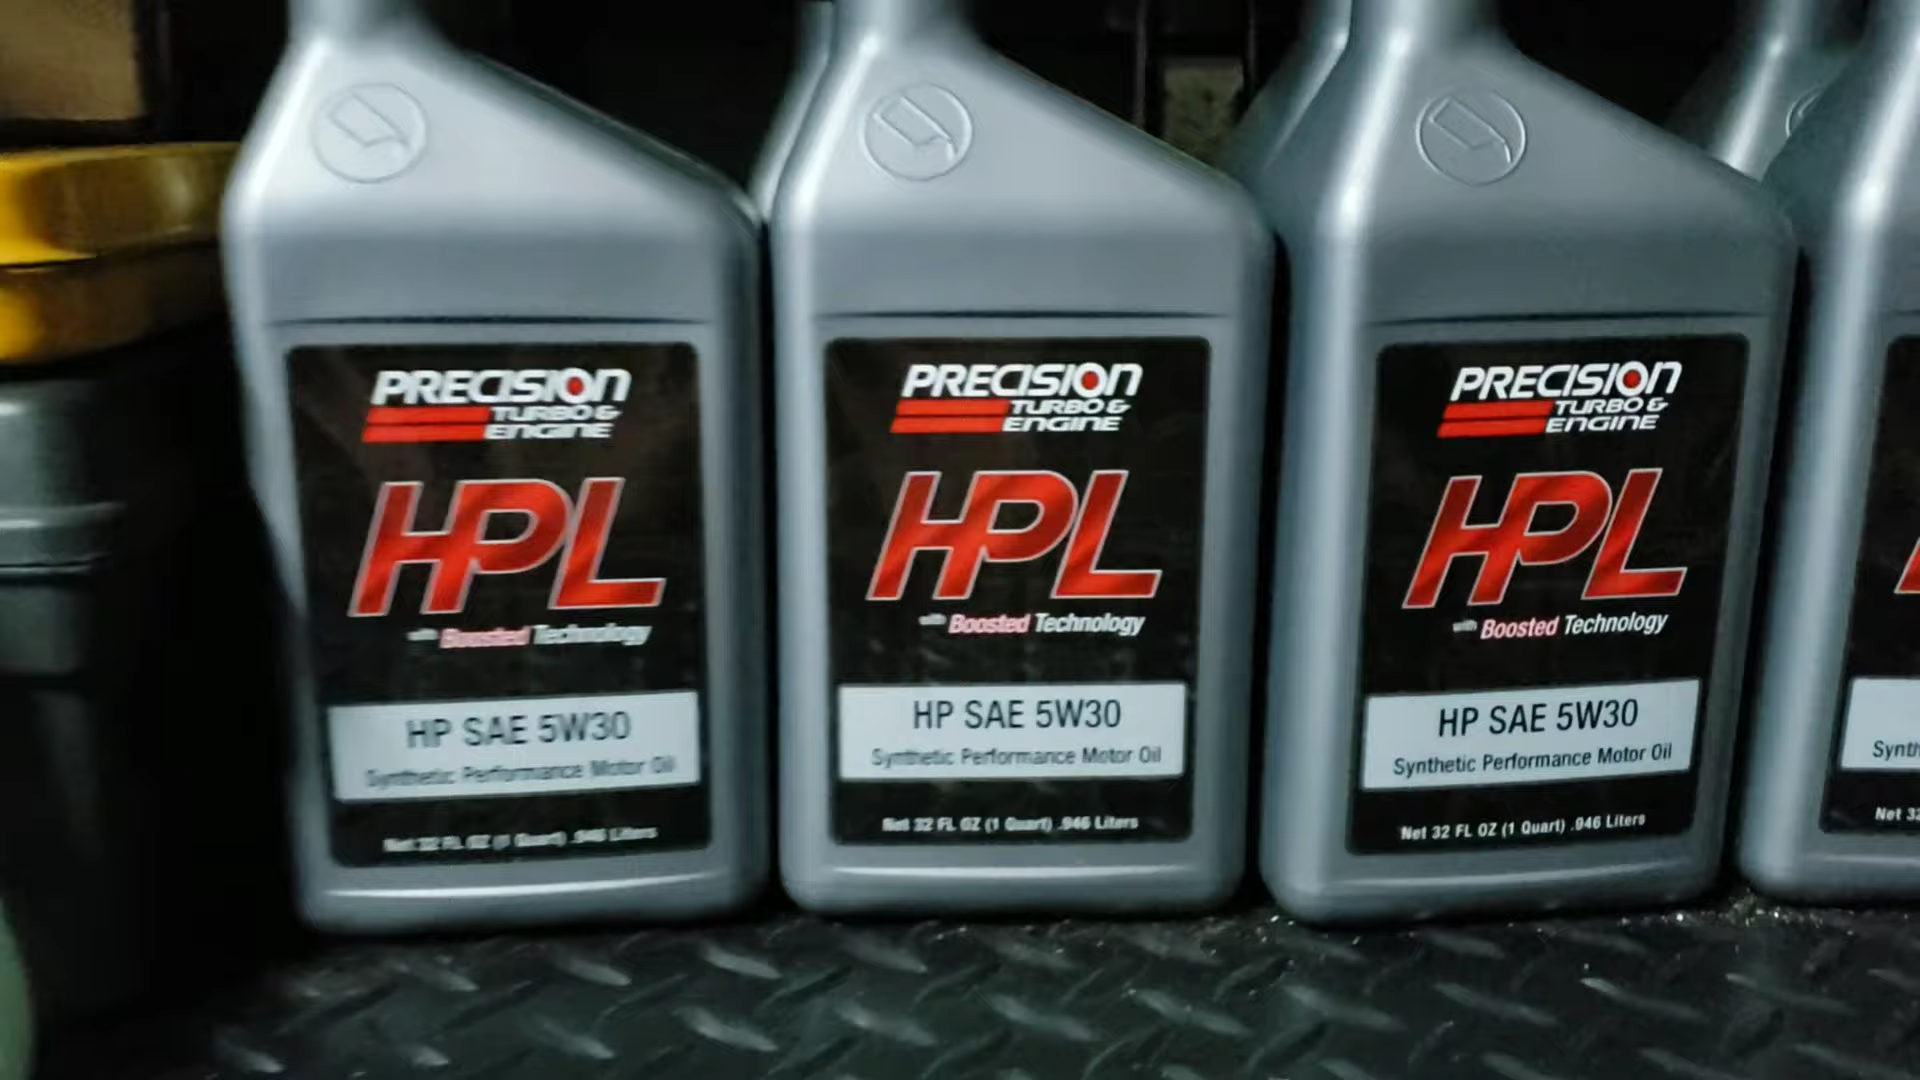 PRECISION
TURBO &
ENGINE
HPL
with Boosted Technology
HP SAE 5W30
Synthetic Performance Motor Oil
Net 32 FL OZ (1 Quart) .946 Liters
PRECISION
TURBO &
ENGINE
HPL
with Boosted Technology
HP SAE 5W30
Synthetic Performance Motor Oil
Net 32 FL OZ (1 Quart) .946 Liters
PRECISION
TURBO &
ENGINE
HPL
with Boosted Technology
HP SAE 5W30
Synthetic Performance Motor Oil
Net 32 FL OZ (1 Quart) .946 Liters
Synth
Net 32